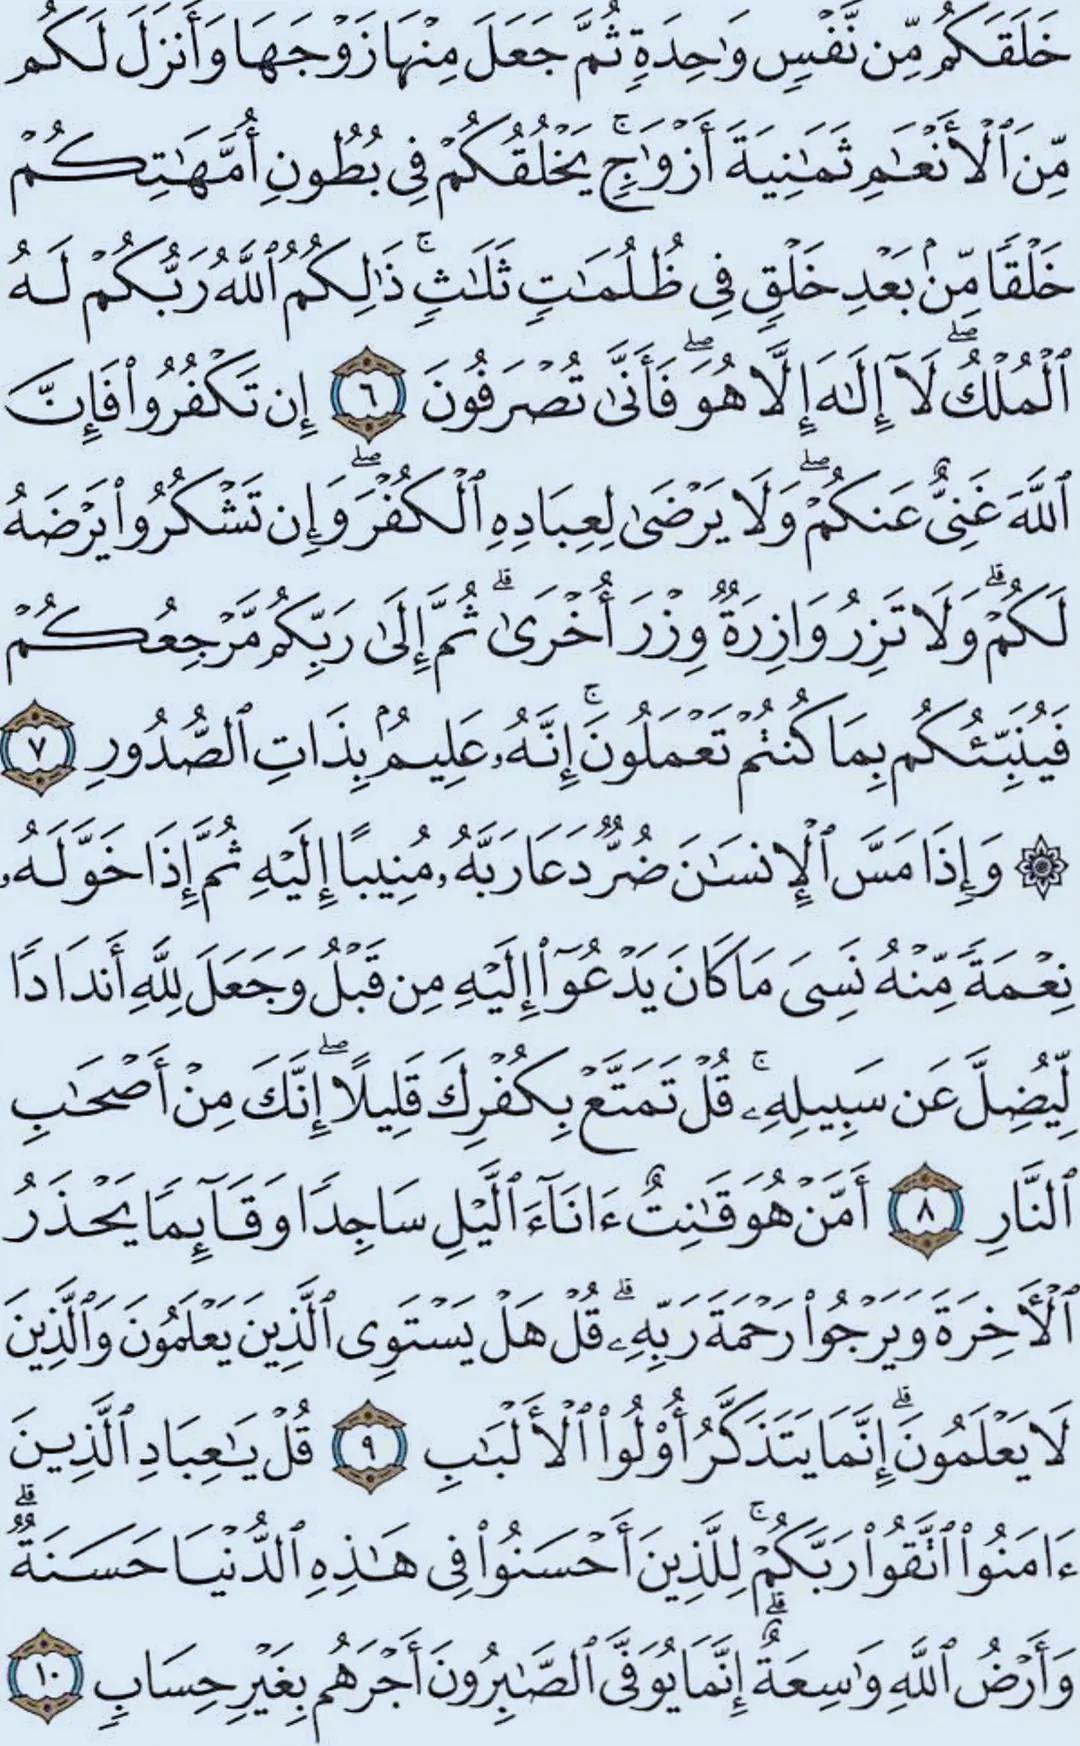 خَلَقَكُم مِّن نَّفْسٍ وَٰحِدَةٍ ثُمَّ جَعَلَ مِنْهَا زَوْجَهَا وَأَنزَلَ لَكُم
مِّنَ ٱلْأَنْعَٰمِ ثَمَٰنِيَةَ أَزْوَٰجٍۚ يَخْلُقُكُمْ فِى بُطُونِ أُمَّهَٰتِكُمْ
خَلْقًا مِّنۢ بَعْدِ خَلْقٍ فِى ظُلُمَٰتٍ ثَلَٰثٍۚ ذَٰلِكُمُ ٱللَّهُ رَبُّكُمْ لَهُ
ٱلْمُلْكُۖ لَآ إِلَٰهَ إِلَّا هُوَۖ فَأَنَّىٰ تُصْرَفُونَ ٦ إِن تَكْفُرُوا۟ فَإِنَّ
ٱللَّهَ غَنِىٌّ عَنكُمْۖ وَلَا يَرْضَىٰ لِعِبَادِهِ ٱلْكُفْرَۖ وَإِن تَشْكُرُوا۟ يَرْضَهُ
لَكُمْۗ وَلَا تَزِرُ وَازِرَةٌ وِزْرَ أُخْرَىٰۗ ثُمَّ إِلَىٰ رَبِّكُم مَّرْجِعُكُمْ
فَيُنَبِّئُكُم بِمَا كُنتُمْ تَعْمَلُونَۚ إِنَّهُۥ عَلِيمٌۢ بِذَاتِ ٱلصُّدُورِ ٧
۞ وَإِذَا مَسَّ ٱلْإِنسَٰنَ ضُرٌّ دَعَا رَبَّهُۥ مُنِيبًا إِلَيْهِ ثُمَّ إِذَا خَوَّلَهُۥ
نِعْمَةً مِّنْهُ نَسِىَ مَا كَانَ يَدْعُوٓا۟ إِلَيْهِ مِن قَبْلُ وَجَعَلَ لِلَّهِ أَندَادًا
لِّيُضِلَّ عَن سَبِيلِهِۦۚ قُلْ تَمَتَّعْ بِكُفْرِكَ قَلِيلًاۖ إِنَّكَ مِنْ أَصْحَٰبِ
ٱلنَّارِ ٨ أَمَّنْ هُوَ قَٰنِتٌ ءَانَآءَ ٱلَّيْلِ سَاجِدًا وَقَآئِمًا يَحْذَرُ
ٱلْءَاخِرَةَ وَيَرْجُوا۟ رَحْمَةَ رَبِّهِۦۗ قُلْ هَلْ يَسْتَوِى ٱلَّذِينَ يَعْلَمُونَ وَٱلَّذِينَ
لَا يَعْلَمُونَۗ إِنَّمَا يَتَذَكَّرُ أُو۟لُوا۟ ٱلْأَلْبَٰبِ ٩ قُلْ يَٰعِبَادِ ٱلَّذِينَ
ءَامَنُوا۟ ٱتَّقُوا۟ رَبَّكُمْۚ لِلَّذِينَ أَحْسَنُوا۟ فِى هَٰذِهِ ٱلدُّنْيَا حَسَنَةٌۗ
وَأَرْضُ ٱللَّهِ وَٰسِعَةٌۗ إِنَّمَا يُوَفَّى ٱلصَّٰبِرُونَ أَجْرَهُم بِغَيْرِ حِسَابٍ ١٠